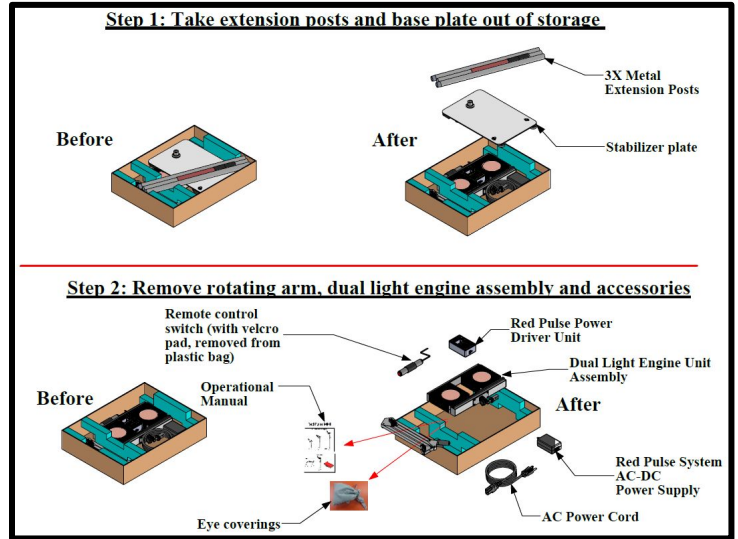 Step 1: Take extension posts and base plate out of storage
Before
After
3X Metal
Extension Posts
Stabilizer plate
Step 2: Remove rotating arm, dual light engine assembly and accessories
Remote control
switch (with velcro
pad, removed from
plastic bag)
Red Pulse Power
Driver Unit
Dual Light Engine Unit
Assembly
Before
Operational
Manual
After
Red Pulse System
AC-DC
Power Supply
AC Power Cord
Eye coverings